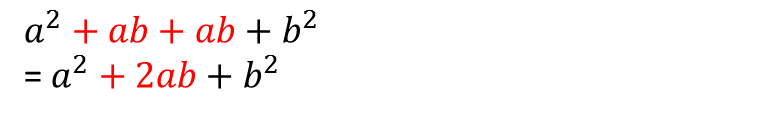 a² + ab + ab + b²
= a² + 2ab + b²